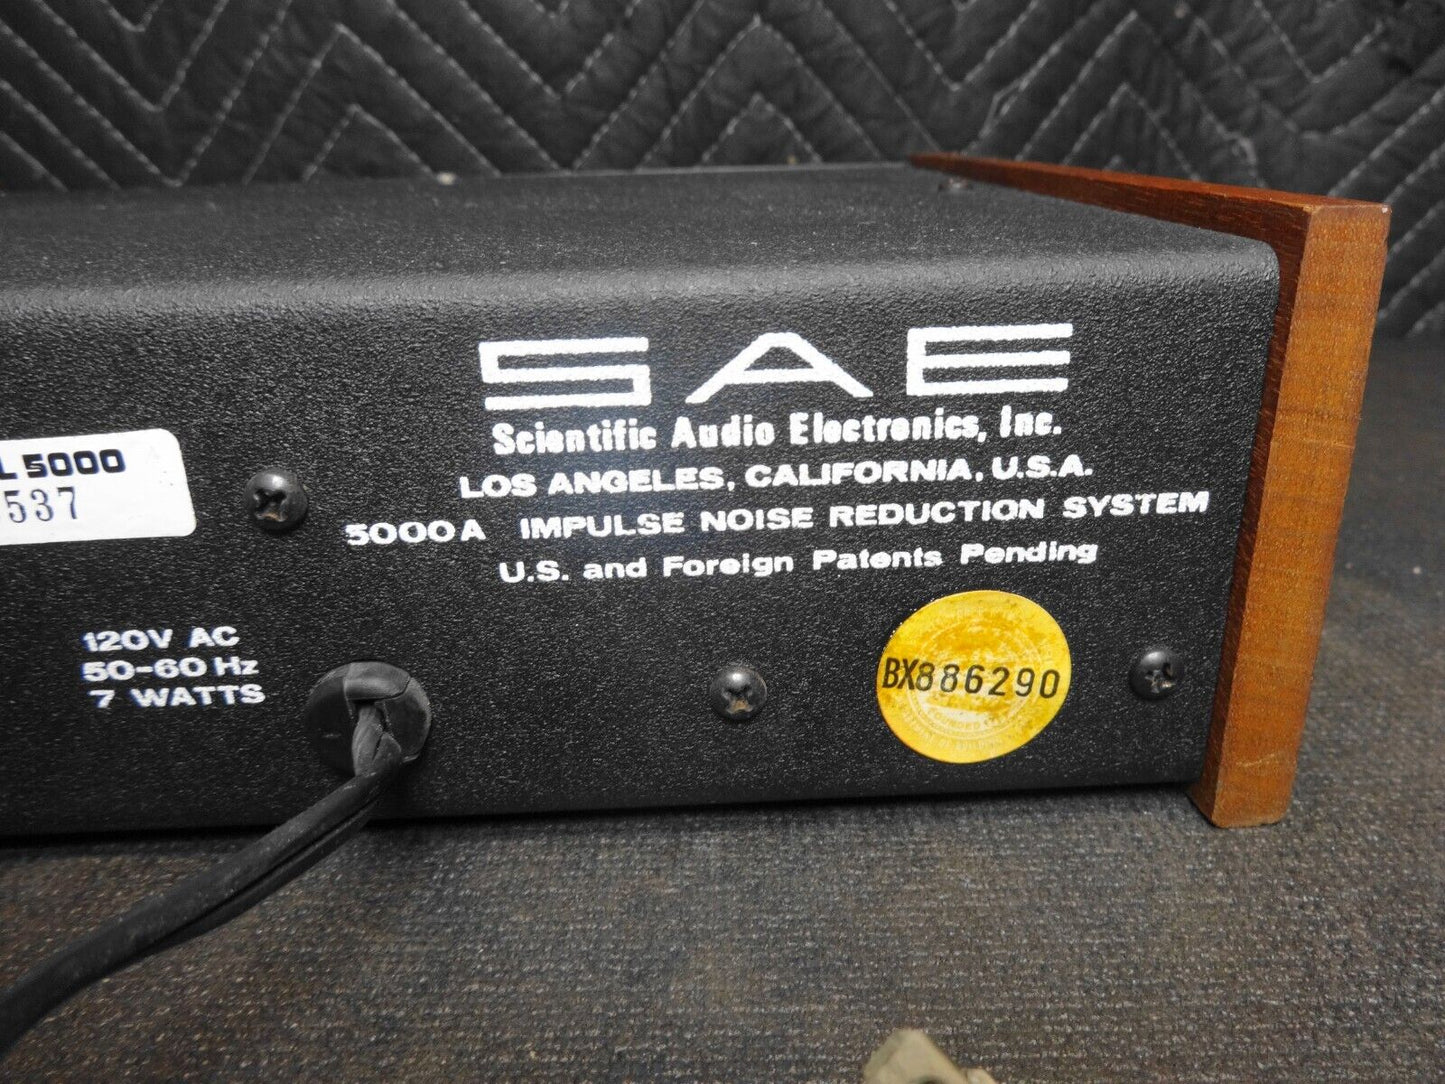 SAE
Scientific Audio Electronics, Inc.
LOS ANGELES, CALIFORNIA, U.S.A.
5000A IMPULSE NOISE REDUCTION SYSTEM
U.S. and Foreign Patents Pending
L 5000
537
120V AC
50-60 Hz
7 WATTS
BX886290